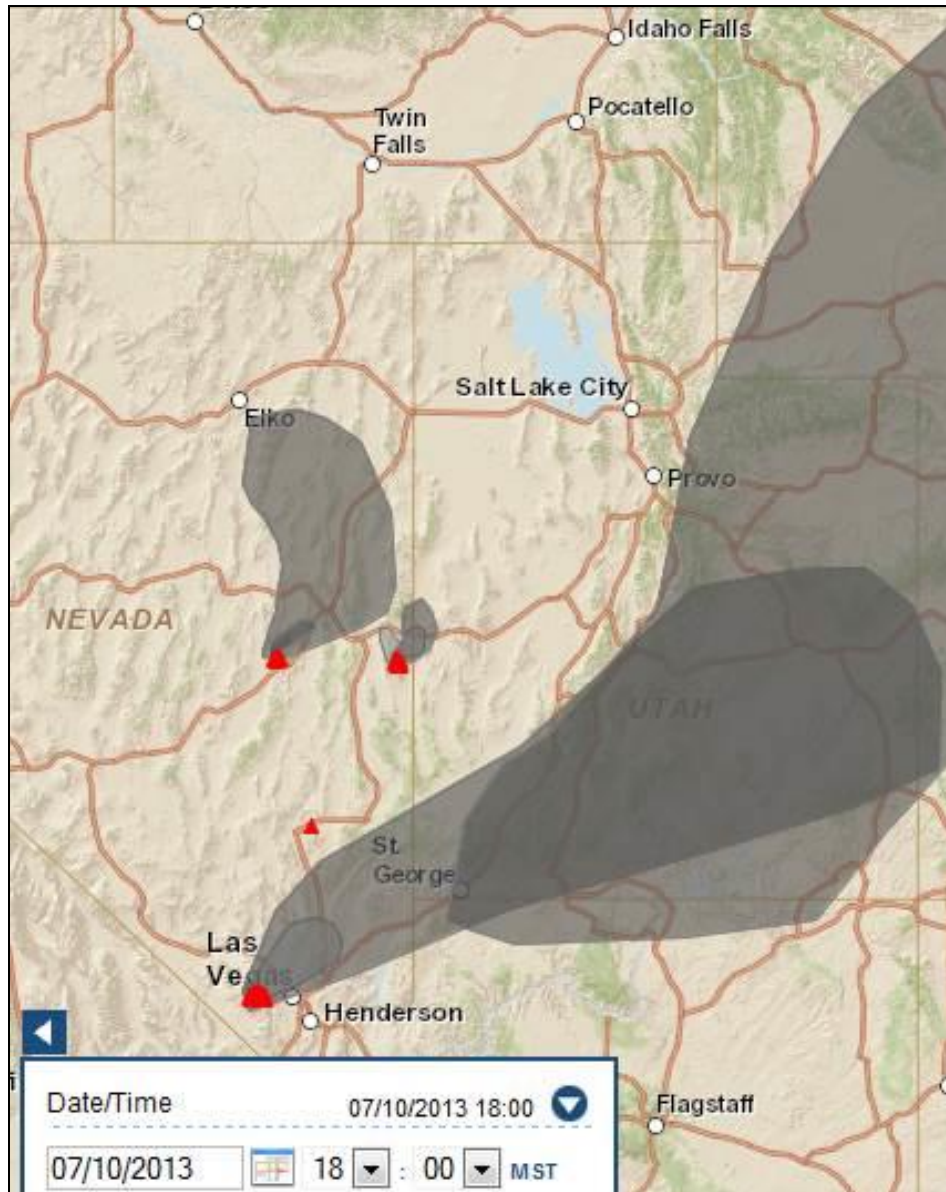 Idaho Falls
Pocatello
Twin
Falls
Salt Lake City
Elko
Provo
NEVADA
UTAH
St.
George
Las
Vegas
Henderson
Date/Time
07/10/2013 18:00
Flagstaff
07/10/2013
18
:
00
MST